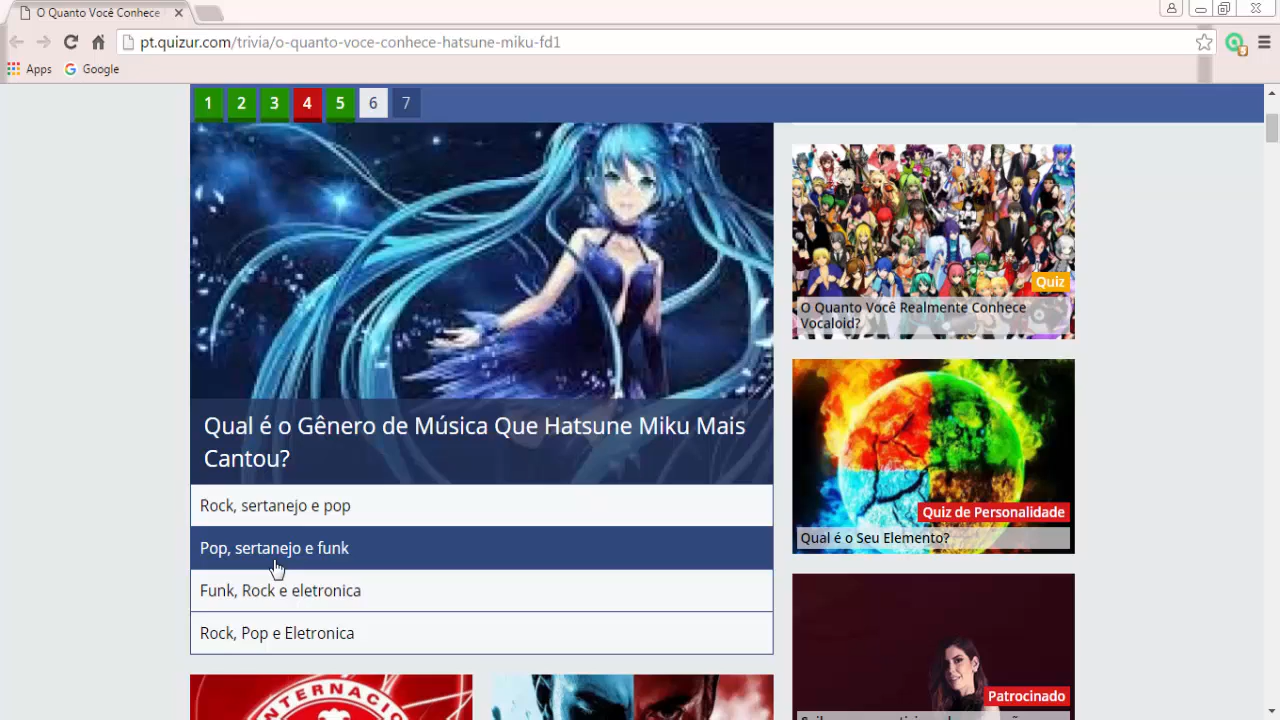 O Quanto Você Conhece
pt.quizur.com/trivia/o-quanto-voce-conhece-hatsune-miku-fd1
Apps Google
1 2 3 4 5 6 7
Qual é o Gênero de Música Que Hatsune Miku Mais
Cantou?
Rock, sertanejo e pop
Pop, sertanejo e funk
Funk, Rock e eletronica
Rock, Pop e Eletronica
Quiz
O Quanto Você Realmente Conhece
Vocaloid?
Quiz de Personalidade
Qual é o Seu Elemento?
Patrocinado
INTERNACIO